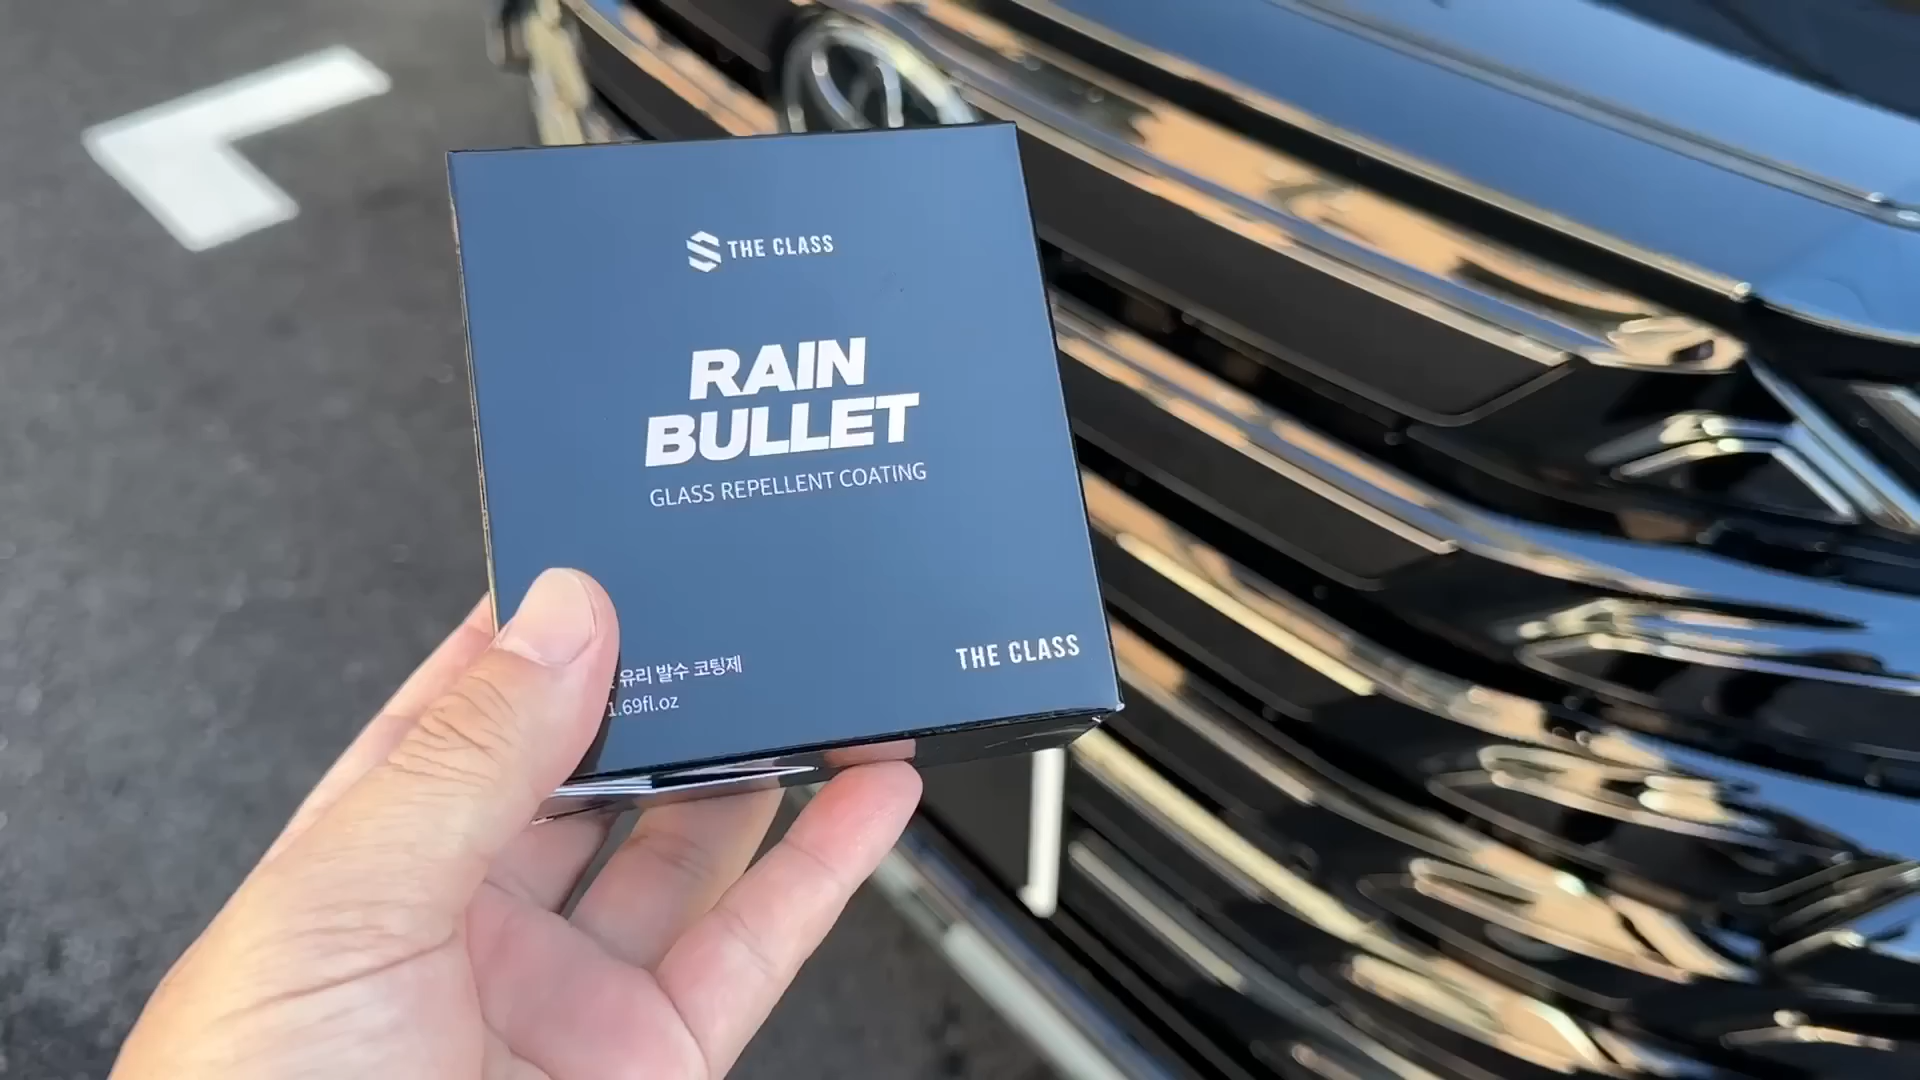 THE CLASS
RAIN
BULLET
GLASS REPELLENT COATING
유리 발수 코팅제
1.69fl.oz
THE CLASS